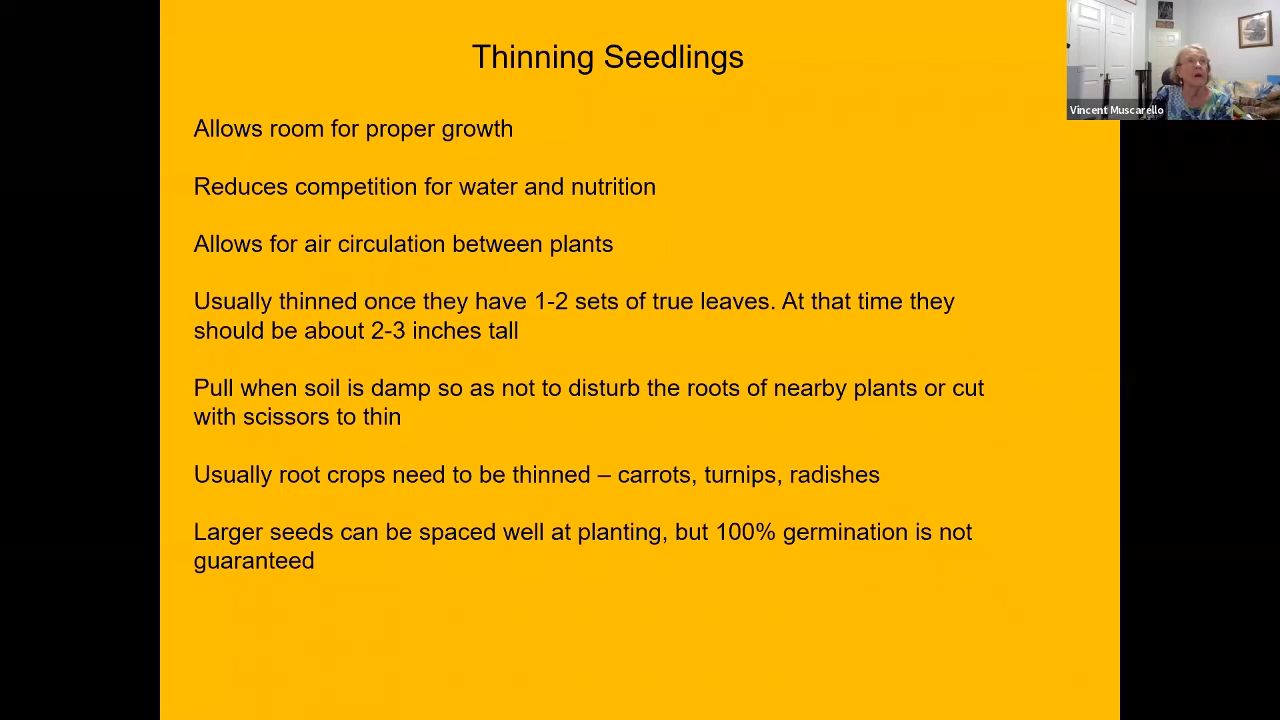 Thinning Seedlings
Vincent Muscarello
Allows room for proper growth
Reduces competition for water and nutrition
Allows for air circulation between plants
Usually thinned once they have 1-2 sets of true leaves. At that time they
should be about 2-3 inches tall
Pull when soil is damp so as not to disturb the roots of nearby plants or cut
with scissors to thin
Usually root crops need to be thinned – carrots, turnips, radishes
Larger seeds can be spaced well at planting, but 100% germination is not
guaranteed